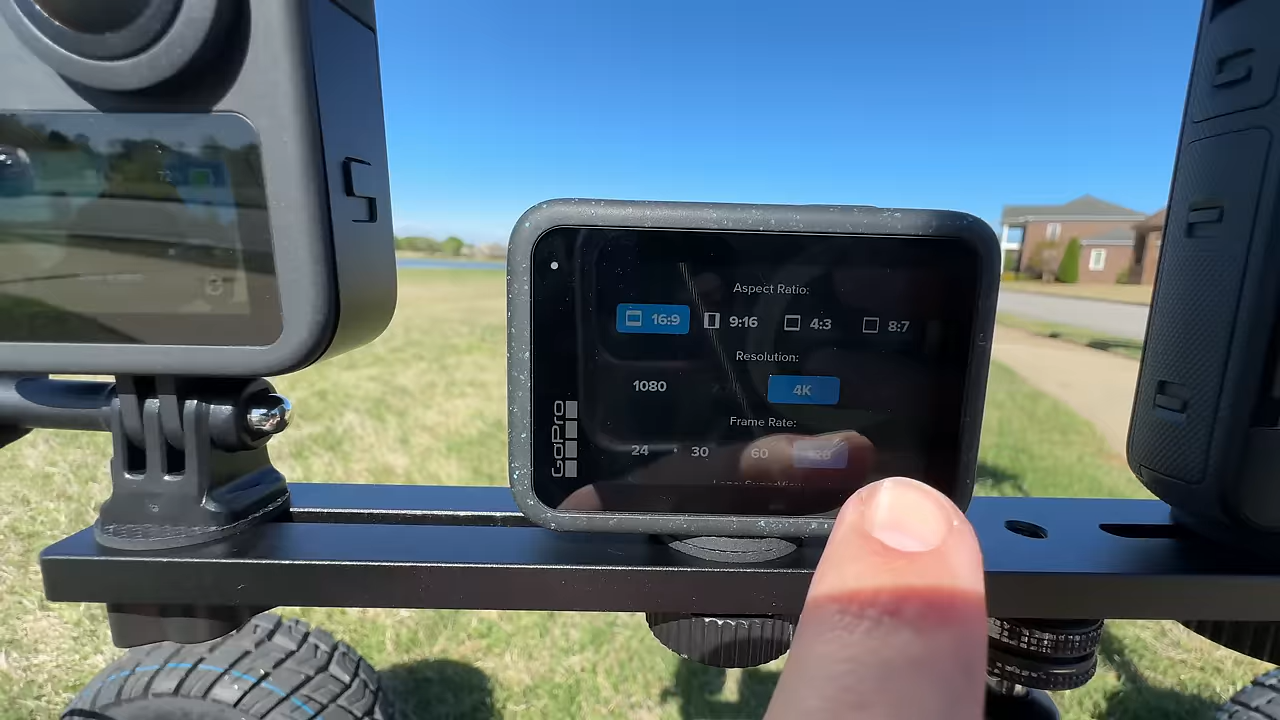 Aspect Ratio:
16:9 9:16 4:3 8:7
Resolution:
1080 4K
Frame Rate:
24 30 60
GoPro